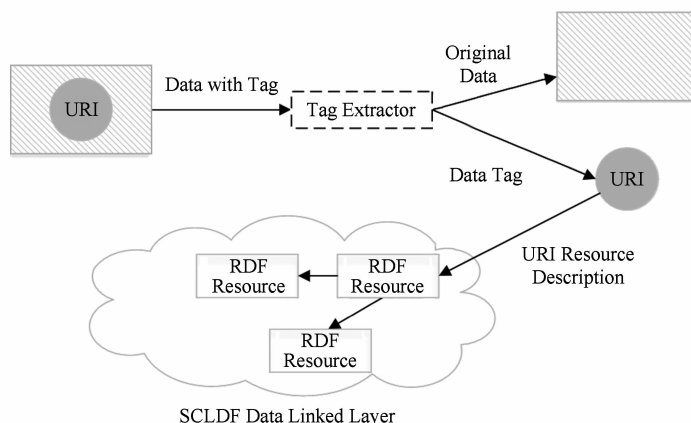 Original
Data
URI
Data with Tag
Tag Extractor
Data Tag
URI
URI Resource
Description
RDF
Resource
RDF
Resource
RDF
Resource
SCLDF Data Linked Layer